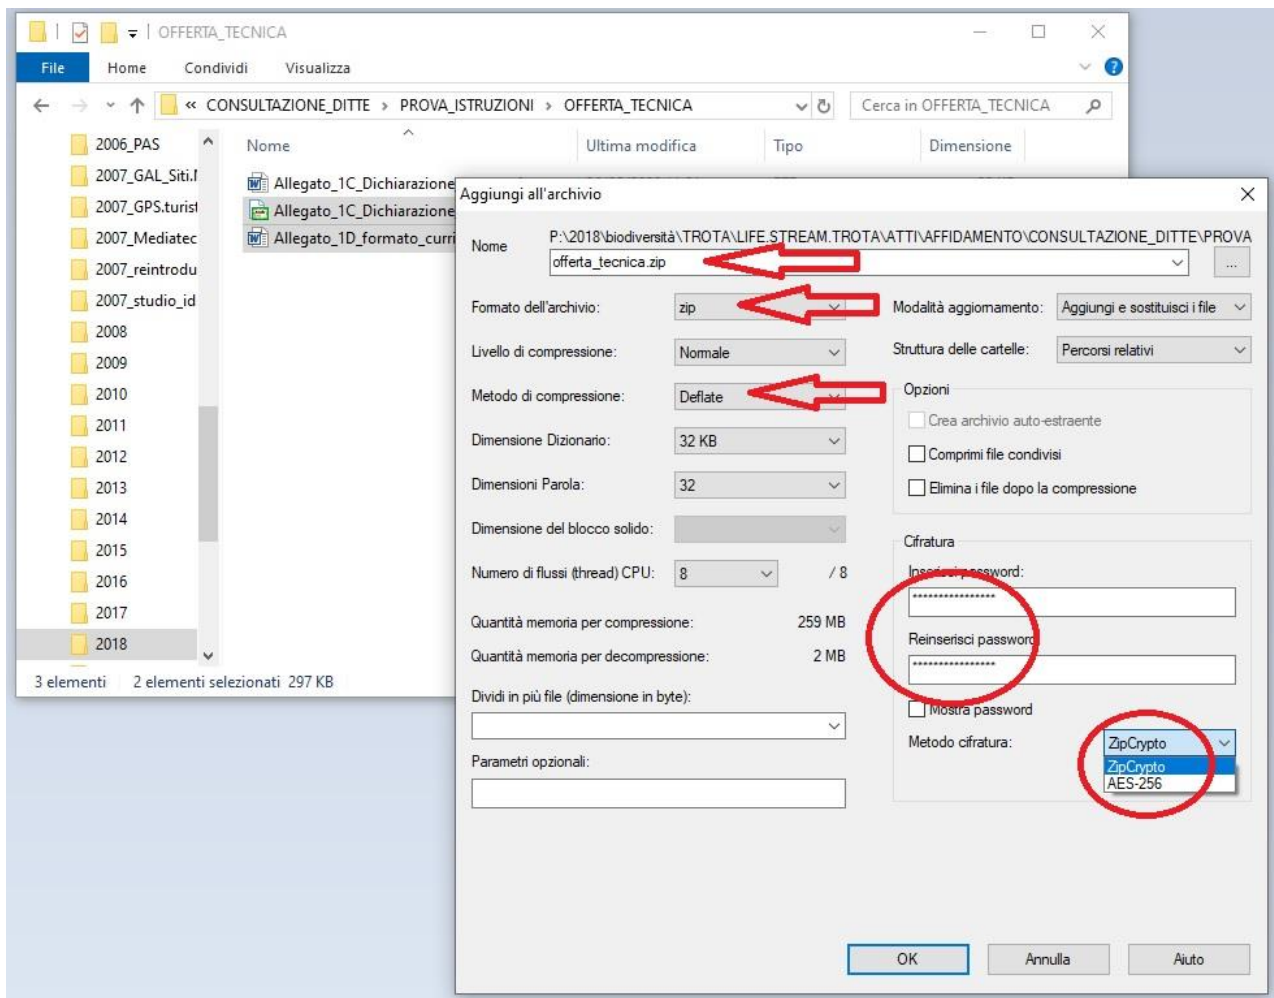 OFFERTA_TECNICA
File Home Condividi Visualizza
« CONSULTAZIONE_DITTE > PROVA_ISTRUZIONI > OFFERTA_TECNICA
Cerca in OFFERTA_TECNICA
Nome Ultima modifica Tipo Dimensione
2006_PAS
2007_GAL_Siti.
2007_GPS.turist
2007_Mediatec
2007_reintrodu
2007_studio_id
2008
2009
2010
2011
2012
2013
2014
2015
2016
2017
2018
Allegato_1C_Dichiarazione
Allegato_1C_Dichiarazione
Allegato_1D_formato_curri
3 elementi 2 elementi selezionati 297 KB
Aggiungi all'archivio
Nome
P:\2018\biodiversità\TROTA\LIFE.STREAM.TROTA\ATTI\AFFIDAMENTO\CONSULTAZIONE_DITTE\PROVA
offerta_tecnica.zip
...
Formato dell'archivio: zip
Livello di compressione: Normale
Metodo di compressione: Deflate
Dimensione Dizionario: 32 KB
Dimensioni Parola: 32
Dimensione del blocco solido:
Numero di flussi (thread) CPU: 8 / 8
Quantità memoria per compressione: 259 MB
Quantità memoria per decompressione: 2 MB
Dividi in più file (dimensione in byte):
Parametri opzionali:
Modalità aggiornamento: Aggiungi e sostituisci i file
Struttura delle cartelle: Percorsi relativi
Opzioni
Crea archivio auto-estraente
Comprimi file condivisi
Elimina i file dopo la compressione
Cifratura
Inserisci password:
****************
Reinserisci password
****************
Mostra password
Metodo cifratura: ZipCrypto
ZipCrypto
AES-256
OK Annulla Aiuto